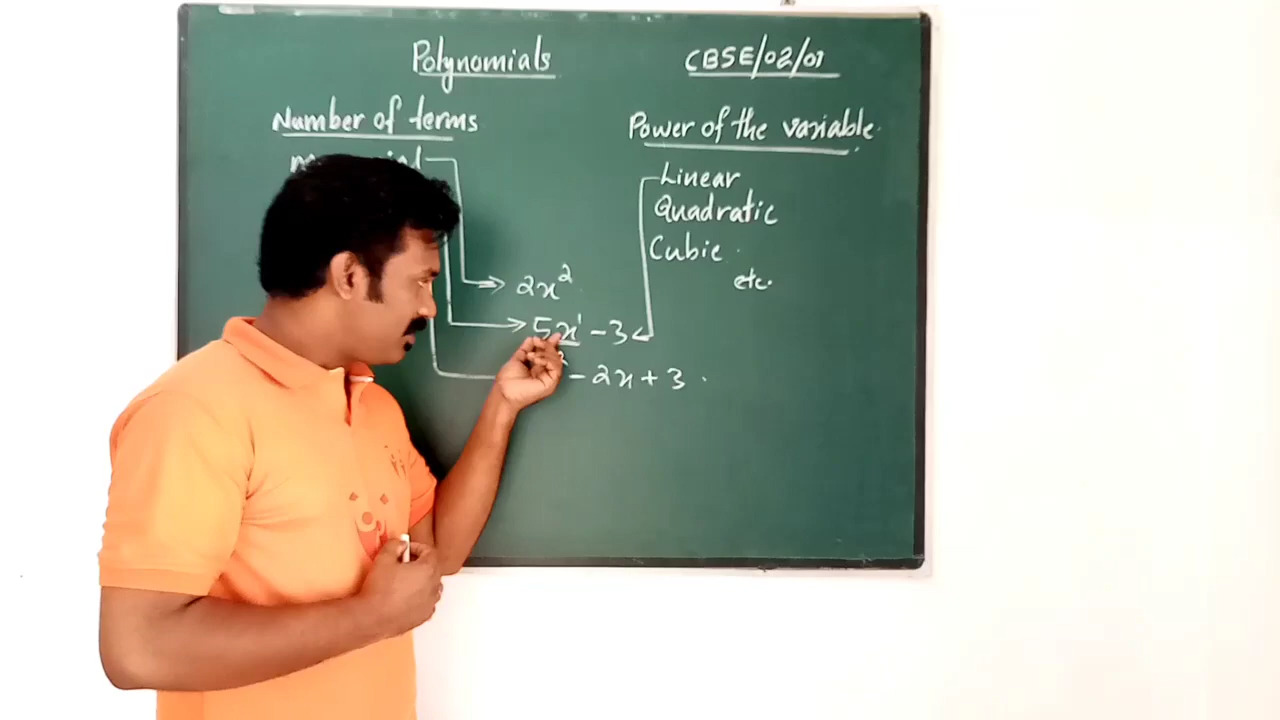 Polynomials
CBSE/02/01
Number of terms
Power of the variable.
Linear
Quadratic
Cubic
etc.
2x²
5x¹ - 3
- 2x + 3